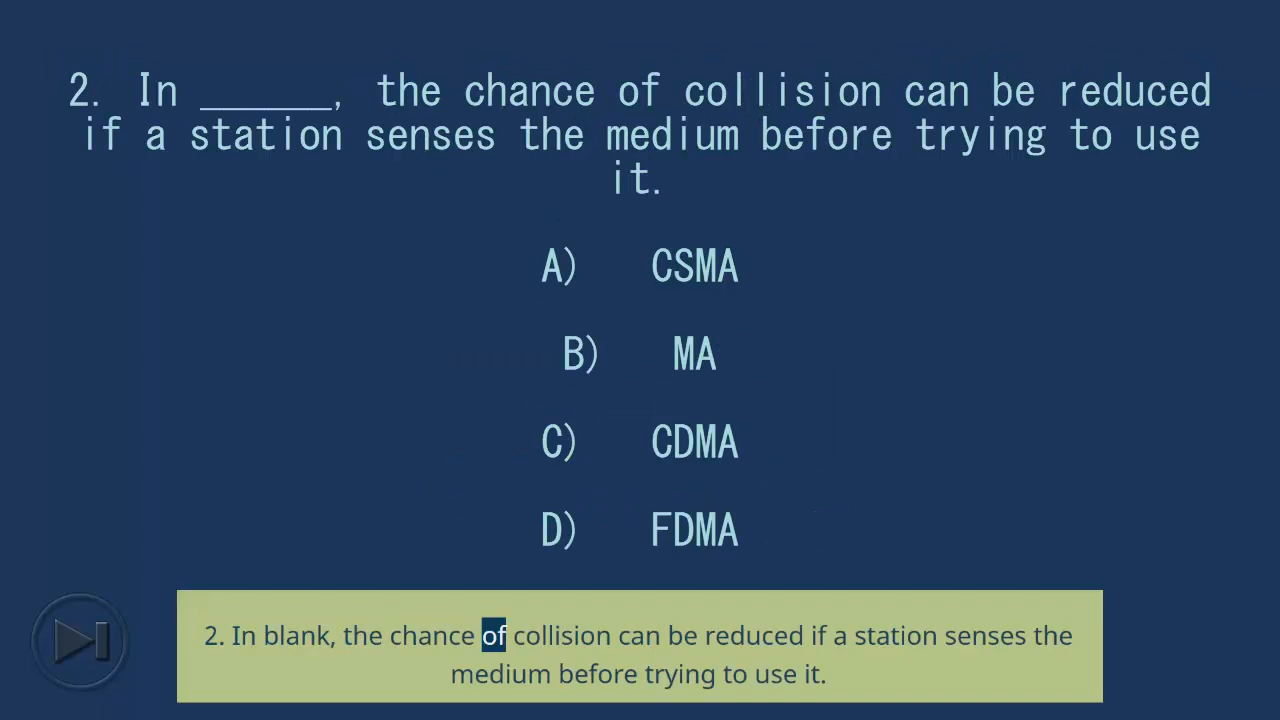 2. In ______, the chance of collision can be reduced
if a station senses the medium before trying to use
it.
A) CSMA
B) MA
C) CDMA
D) FDMA
2. In blank, the chance of collision can be reduced if a station senses the
medium before trying to use it.